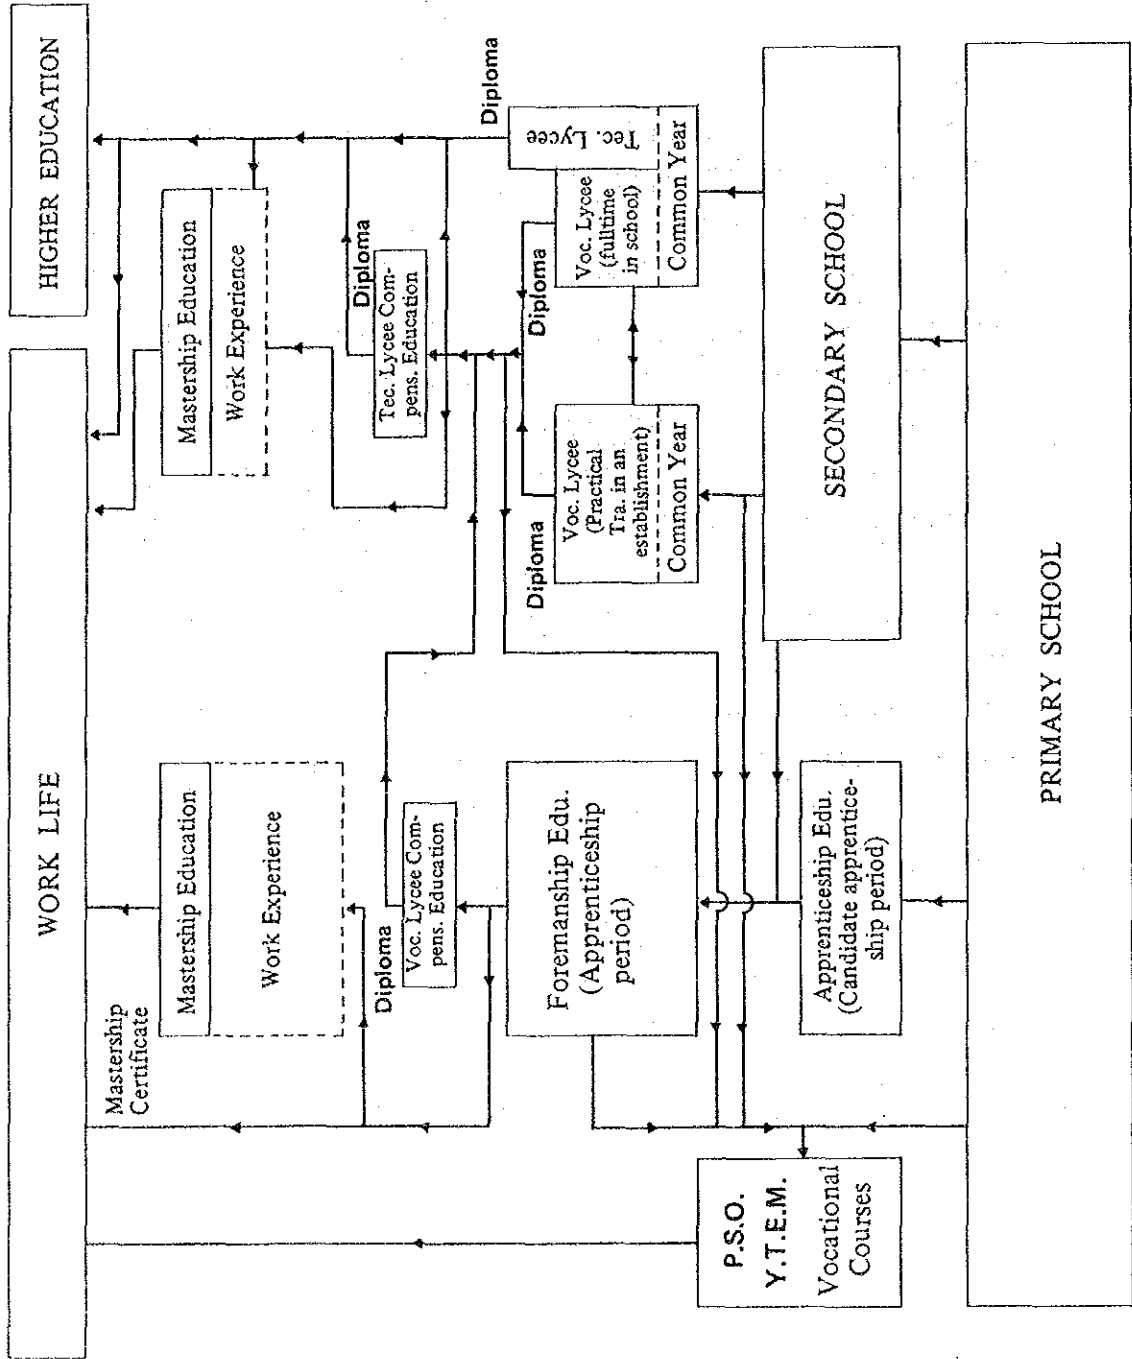 HIGHER EDUCATION
WORK LIFE
Mastership Education
Work Experience
Mastership Education
Work Experience
Mastership
Certificate
Diploma
Tec. Lycee Com-
pens. Education
Diploma
Voc. Lycee Com-
pens. Education
Diploma
Tec. Lycee
Voc. Lycee
(fulltime
in school)
Common Year
Diploma
Diploma
Voc. Lycee
(Practical
Tra. in an
establishment)
Common Year
Foremanship Edu.
(Apprenticeship
period)
P.S.O.
Y.T.E.M.
Vocational
Courses
Apprenticeship Edu.
(Candidate apprentice-
ship period)
SECONDARY SCHOOL
PRIMARY SCHOOL